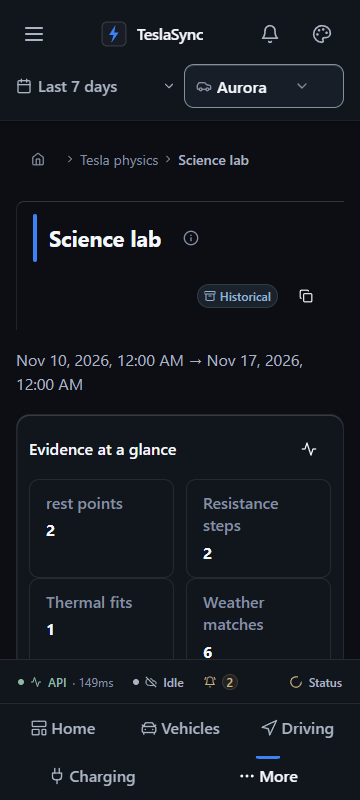 TeslaSync
Last 7 days
Aurora
Tesla physics
Science lab
Science lab
Historical
Nov 10, 2026, 12:00 AM → Nov 17, 2026,
12:00 AM
Evidence at a glance
rest points
2
Resistance
steps
2
Thermal fits
1
Weather
matches
6
API · 149ms
Idle
2
Status
Home
Vehicles
Driving
Charging
More